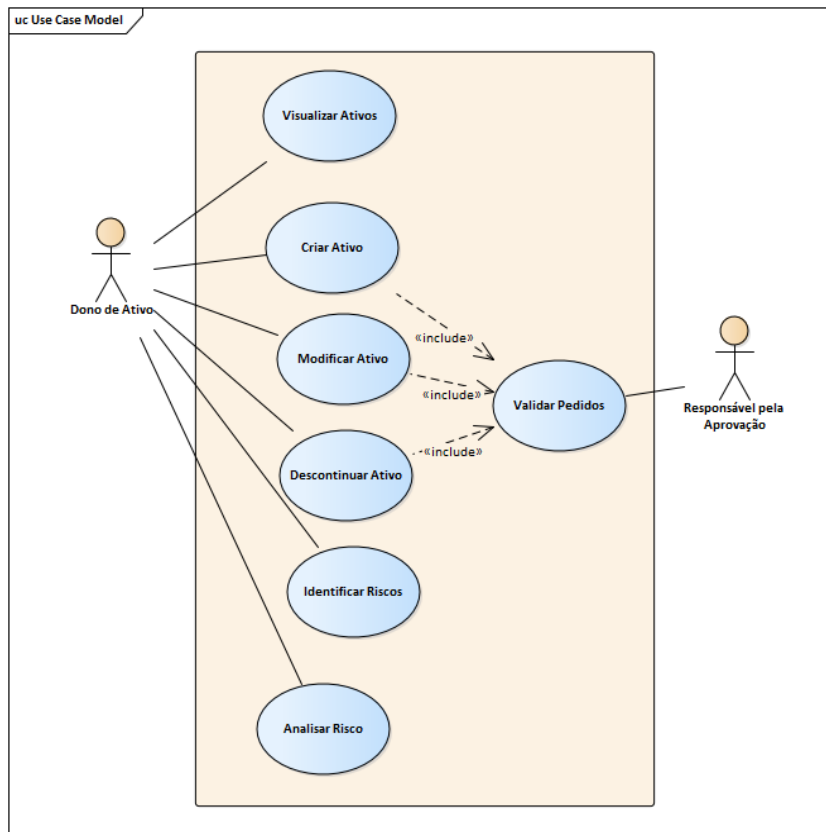 uc Use Case Model
Visualizar Ativos
Criar Ativo
«include»
Modificar Ativo
Dono de Ativo
«include»
Validar Pedidos
Responsável pela
Aprovação
«include»
Descontinuar Ativo
Identificar Riscos
Analisar Risco